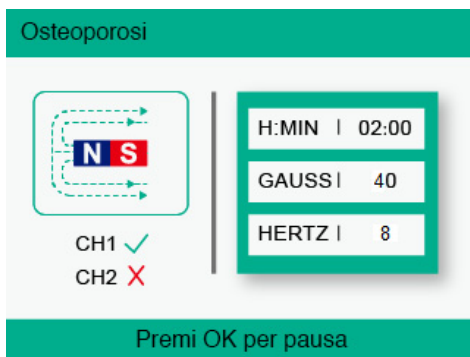 Osteoporosi
N S
CH1
CH2
H:MIN | 02:00
GAUSS | 40
HERTZ | 8
Premi OK per pausa